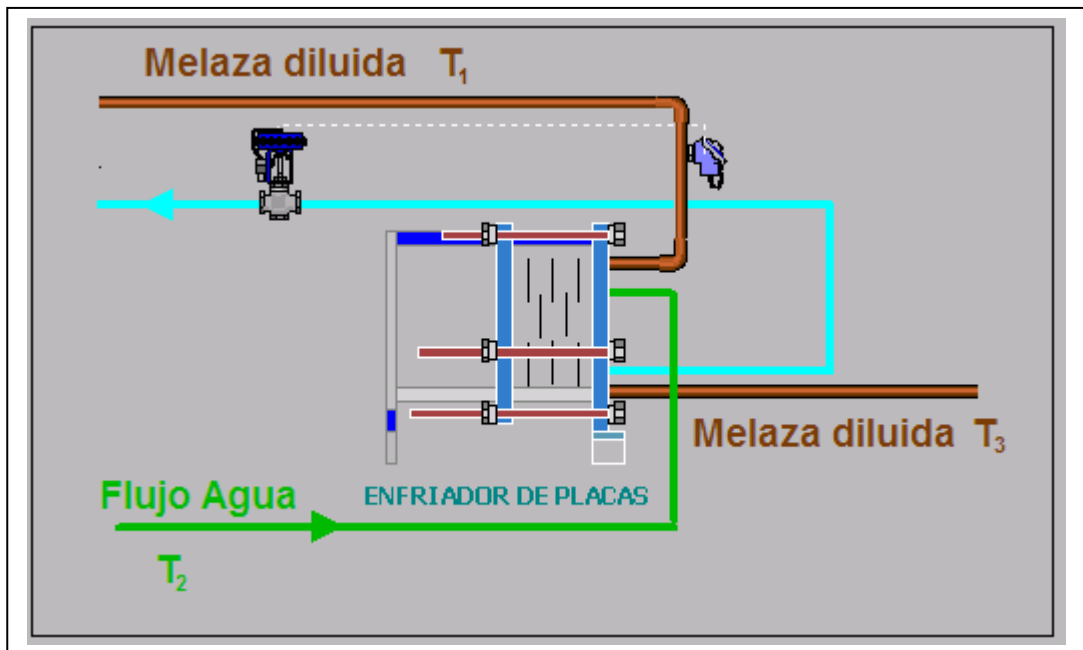 Melaza diluida T₁
Melaza diluida T₃
Flujo Agua
ENFRIADOR DE PLACAS
T₂